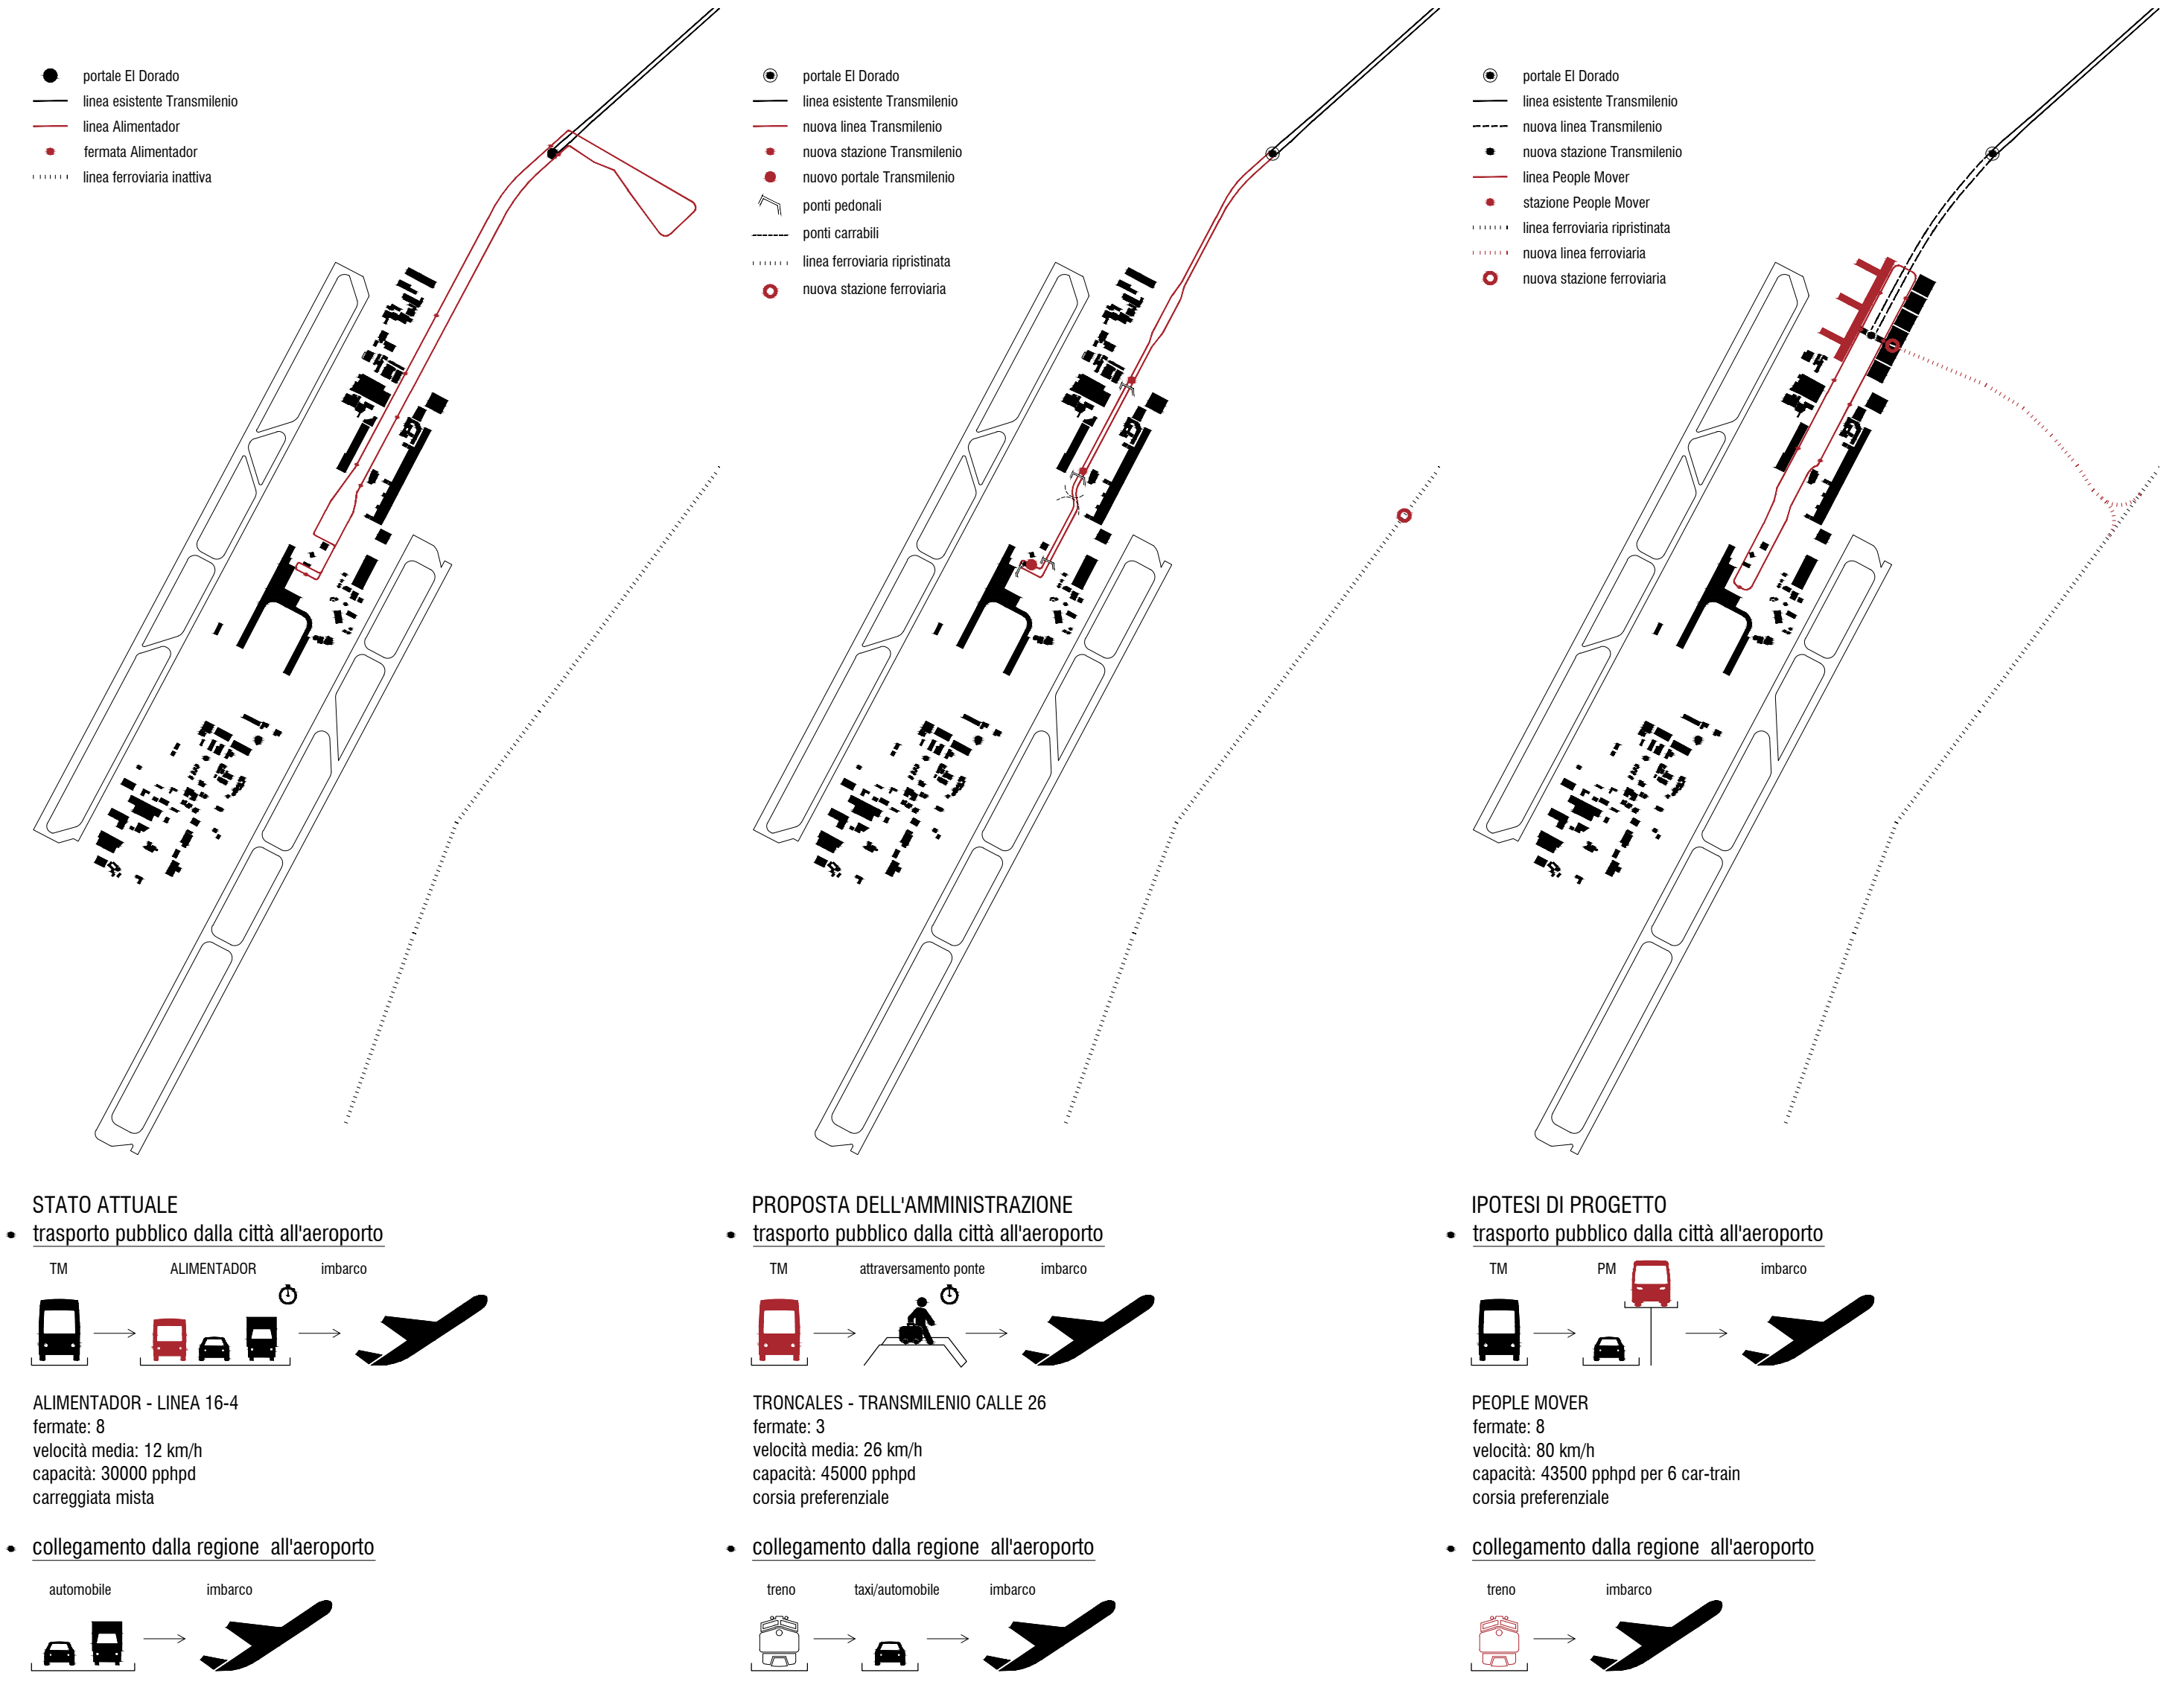 portale El Dorado
linea esistente Transmilenio
linea Alimentador
fermata Alimentador
linea ferroviaria inattiva
portale El Dorado
linea esistente Transmilenio
nuova linea Transmilenio
nuova stazione Transmilenio
nuovo portale Transmilenio
ponti pedonali
ponti carrabili
linea ferroviaria ripristinata
nuova stazione ferroviaria
portale El Dorado
linea esistente Transmilenio
nuova linea Transmilenio
nuova stazione Transmilenio
linea People Mover
stazione People Mover
linea ferroviaria ripristinata
nuova linea ferroviaria
nuova stazione ferroviaria
STATO ATTUALE
trasporto pubblico dalla città all'aeroporto
TM ALIMENTADOR imbarco
ALIMENTADOR - LINEA 16-4
fermate: 8
velocità media: 12 km/h
capacità: 30000 pphpd
carreggiata mista
collegamento dalla regione all'aeroporto
automobile imbarco
PROPOSTA DELL'AMMINISTRAZIONE
trasporto pubblico dalla città all'aeroporto
TM attraversamento ponte imbarco
TRONCALES - TRANSMILENIO CALLE 26
fermate: 3
velocità media: 26 km/h
capacità: 45000 pphpd
corsia preferenziale
collegamento dalla regione all'aeroporto
treno taxi/automobile imbarco
IPOTESI DI PROGETTO
trasporto pubblico dalla città all'aeroporto
TM PM imbarco
PEOPLE MOVER
fermate: 8
velocità: 80 km/h
capacità: 43500 pphpd per 6 car-train
corsia preferenziale
collegamento dalla regione all'aeroporto
treno imbarco